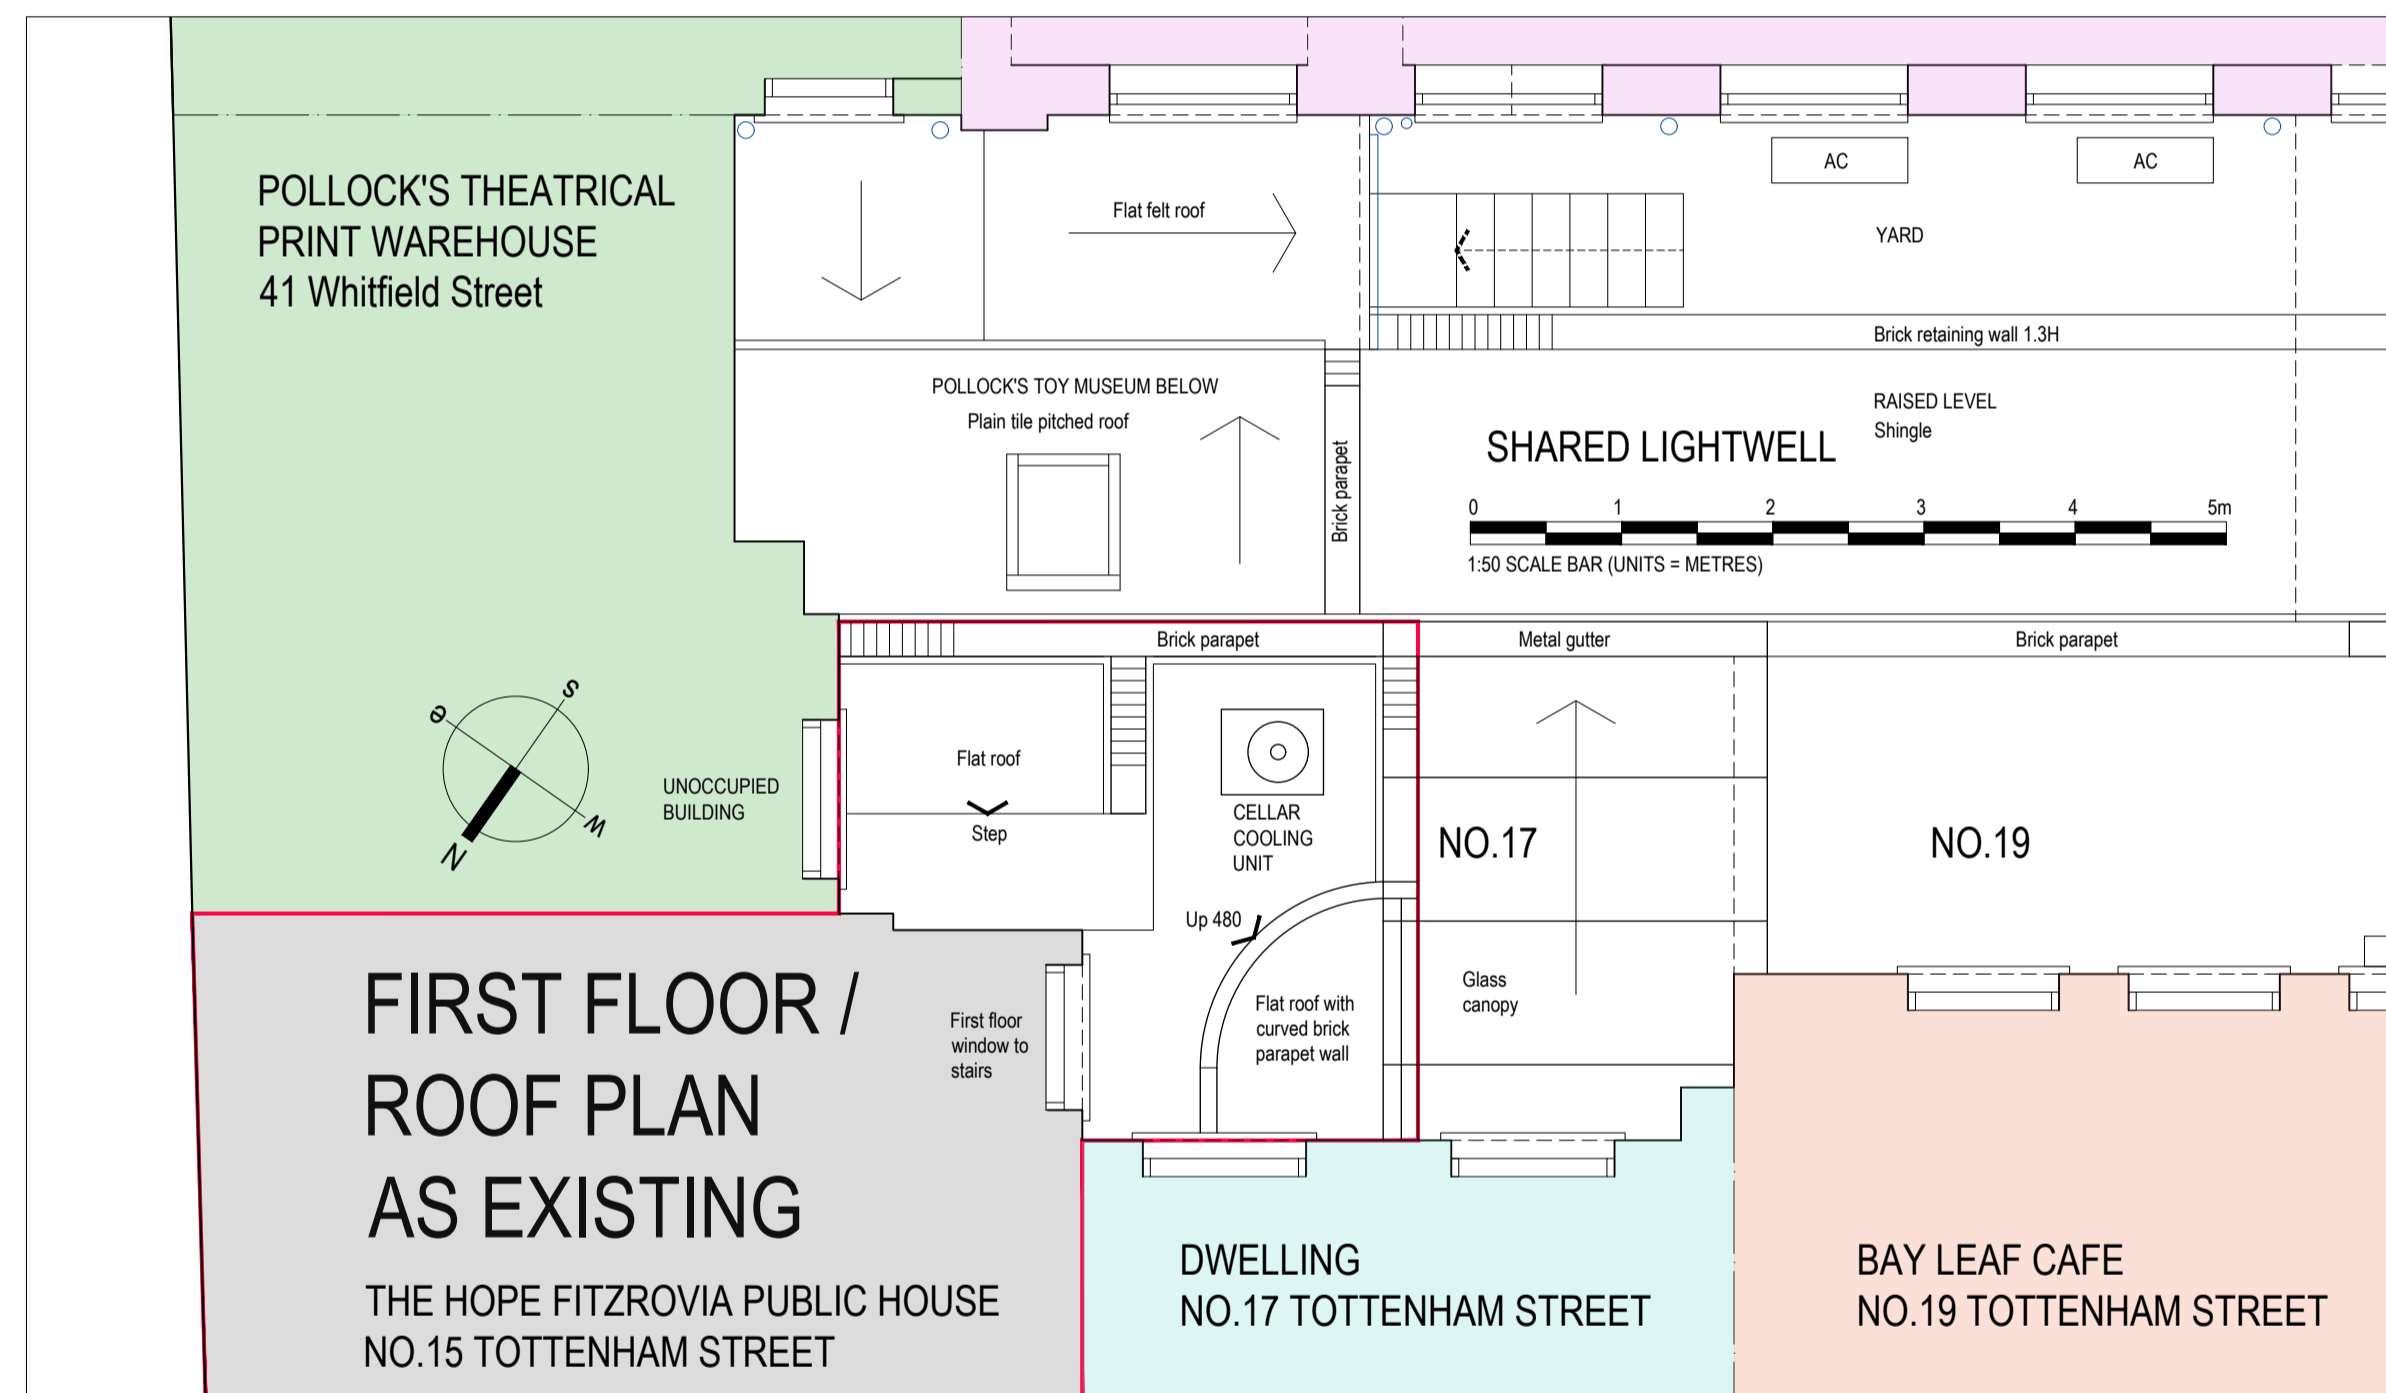 POLLOCK'S THEATRICAL
PRINT WAREHOUSE
41 Whitfield Street
Flat felt roof
AC
AC
YARD
Brick retaining wall 1.3H
POLLOCK'S TOY MUSEUM BELOW
Plain tile pitched roof
Brick parapet
RAISED LEVEL
Shingle
SHARED LIGHTWELL
0 1 2 3 4 5m
1:50 SCALE BAR (UNITS = METRES)
Brick parapet
Metal gutter
Brick parapet
s
e
w
N
UNOCCUPIED
BUILDING
Flat roof
Step
CELLAR
COOLING
UNIT
NO.17
NO.19
Up 480
Glass
canopy
Flat roof with
curved brick
parapet wall
First floor
window to
stairs
FIRST FLOOR /
ROOF PLAN
AS EXISTING
THE HOPE FITZROVIA PUBLIC HOUSE
NO.15 TOTTENHAM STREET
DWELLING
NO.17 TOTTENHAM STREET
BAY LEAF CAFE
NO.19 TOTTENHAM STREET